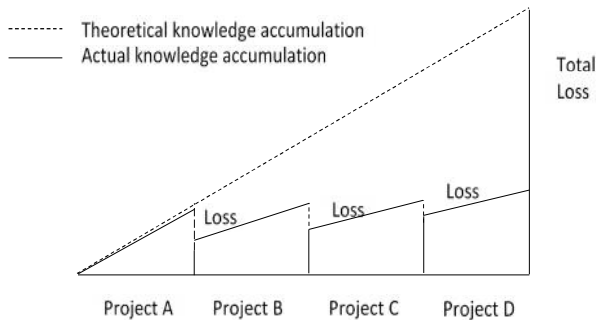 Theoretical knowledge accumulation
Actual knowledge accumulation
Total
Loss
Loss
Loss
Loss
Project A
Project B
Project C
Project D